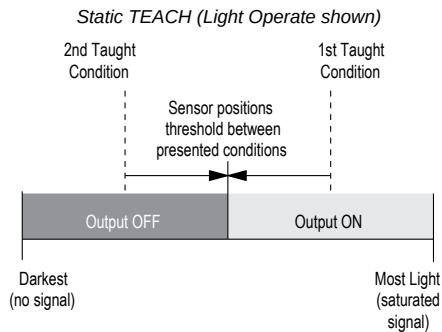 Static TEACH (Light Operate shown)
2nd Taught
Condition
1st Taught
Condition
Sensor positions
threshold between
presented conditions
Output OFF
Output ON
Darkest
(no signal)
Most Light
(saturated
signal)